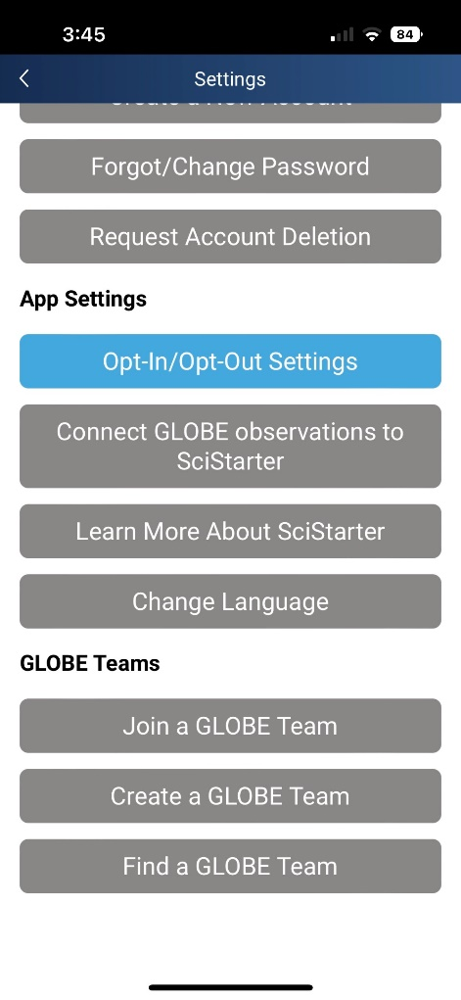 3:45
84
Settings
Forgot/Change Password
Request Account Deletion
App Settings
Opt-In/Opt-Out Settings
Connect GLOBE observations to
SciStarter
Learn More About SciStarter
Change Language
GLOBE Teams
Join a GLOBE Team
Create a GLOBE Team
Find a GLOBE Team